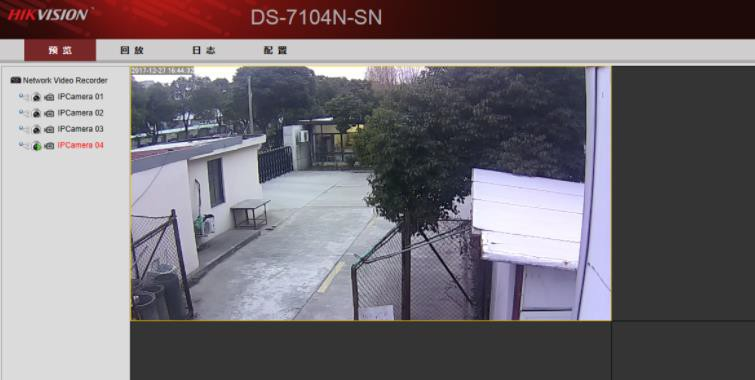 HIKVISION
DS-7104N-SN
预览 回放 日志 配置
Network Video Recorder
IPCamera 01
IPCamera 02
IPCamera 03
IPCamera 04
2017-12-27 16:44:32